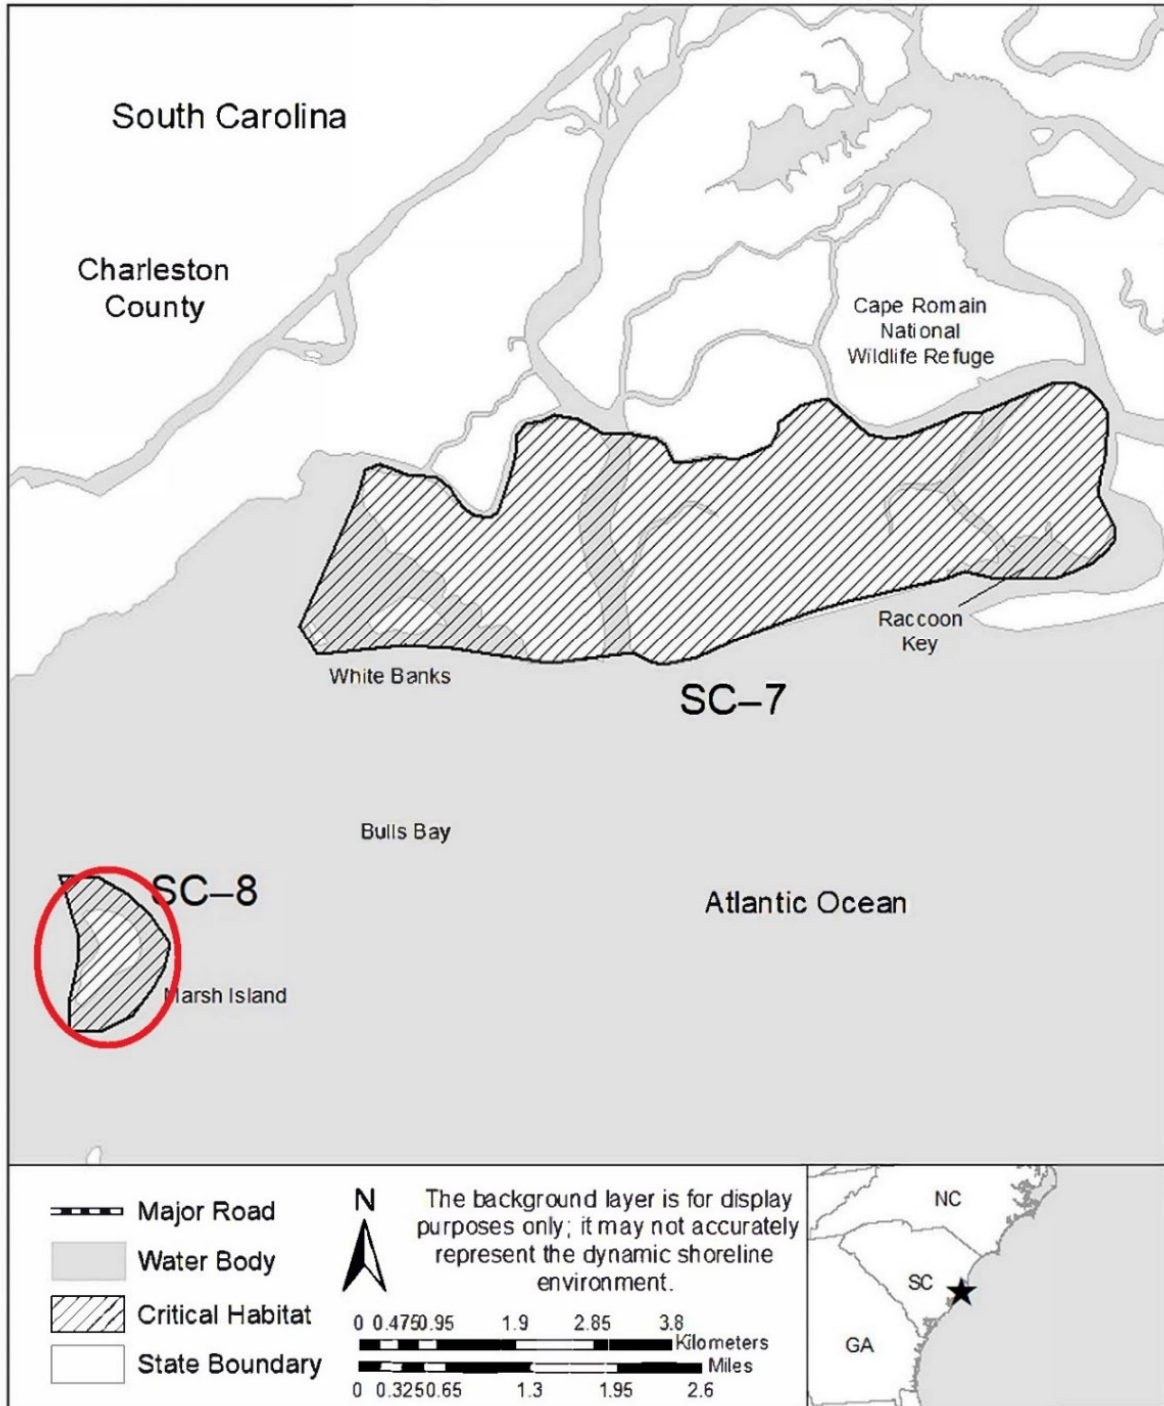 South Carolina
Charleston
County
Cape Romain
National
Wildlife Refuge
Raccoon
Key
White Banks
SC–7
Bulls Bay
SC–8
Atlantic Ocean
Marsh Island
Major Road
Water Body
Critical Habitat
State Boundary
N
The background layer is for display
purposes only; it may not accurately
represent the dynamic shoreline
environment.
0 0.475 0.95 1.9 2.85 3.8
Kilometers
Miles
0 0.325 0.65 1.3 1.95 2.6
NC
SC
GA